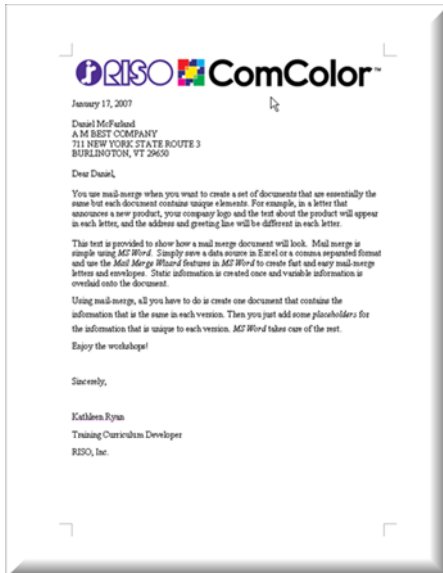 RISO ComColor™
January 17, 2007
Daniel McFarland
A M BEST COMPANY
711 NEW YORK STATE ROUTE 3
BURLINGTON, VT 29650
Dear Daniel,
You use mail-merge when you want to create a set of documents that are essentially the
same but each document contains unique elements. For example, in a letter that
announces a new product, your company logo and the text about the product will appear
in each letter, and the address and greeting line will be different in each letter.
This text is provided to show how a mail merge document will look. Mail merge is
simple using MS Word. Simply save a data source in Excel or a comma separated format
and use the Mail Merge Wizard features in MS Word to create fast and easy mail-merge
letters and envelopes. Static information is created once and variable information is
overlaid onto the document.
Using mail-merge, all you have to do is create one document that contains the
information that is the same in each version. Then you just add some placeholders for
the information that is unique to each version. MS Word takes care of the rest.
Enjoy the workshops!
Sincerely,
Kathleen Ryan
Training Curriculum Developer
RISO, Inc.